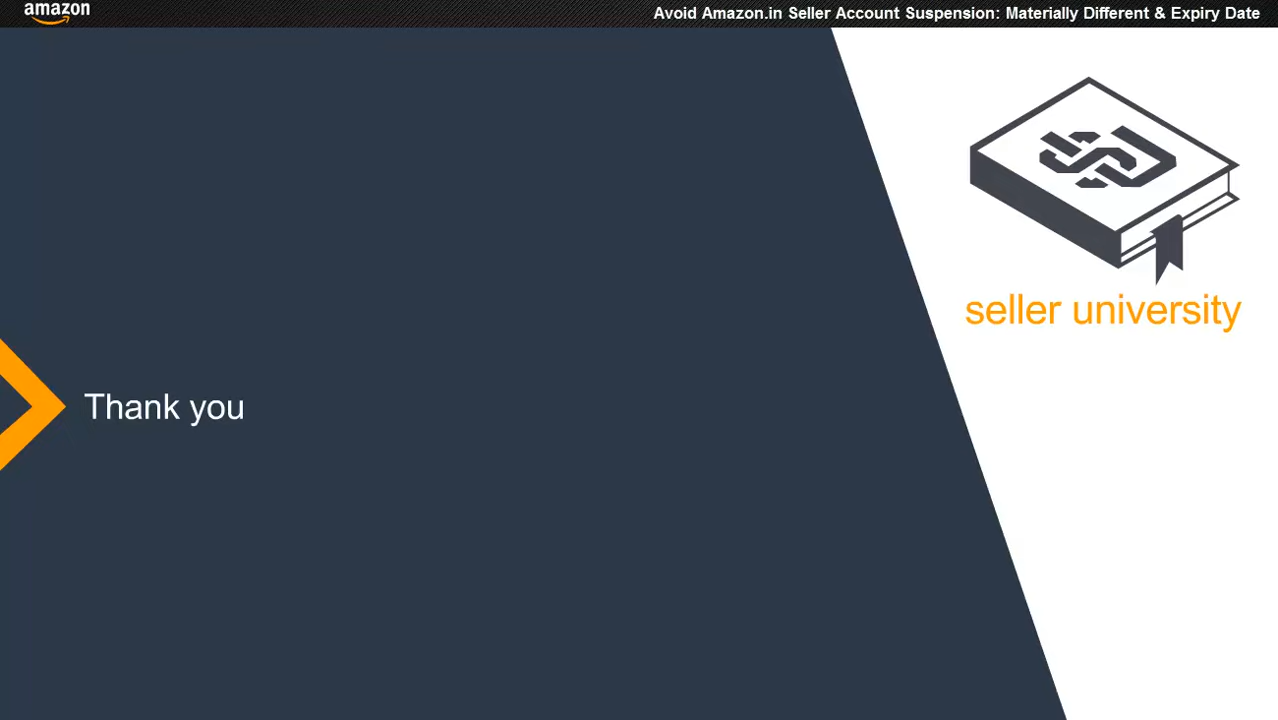 amazon
Avoid Amazon.in Seller Account Suspension: Materially Different & Expiry Date
seller university
Thank you